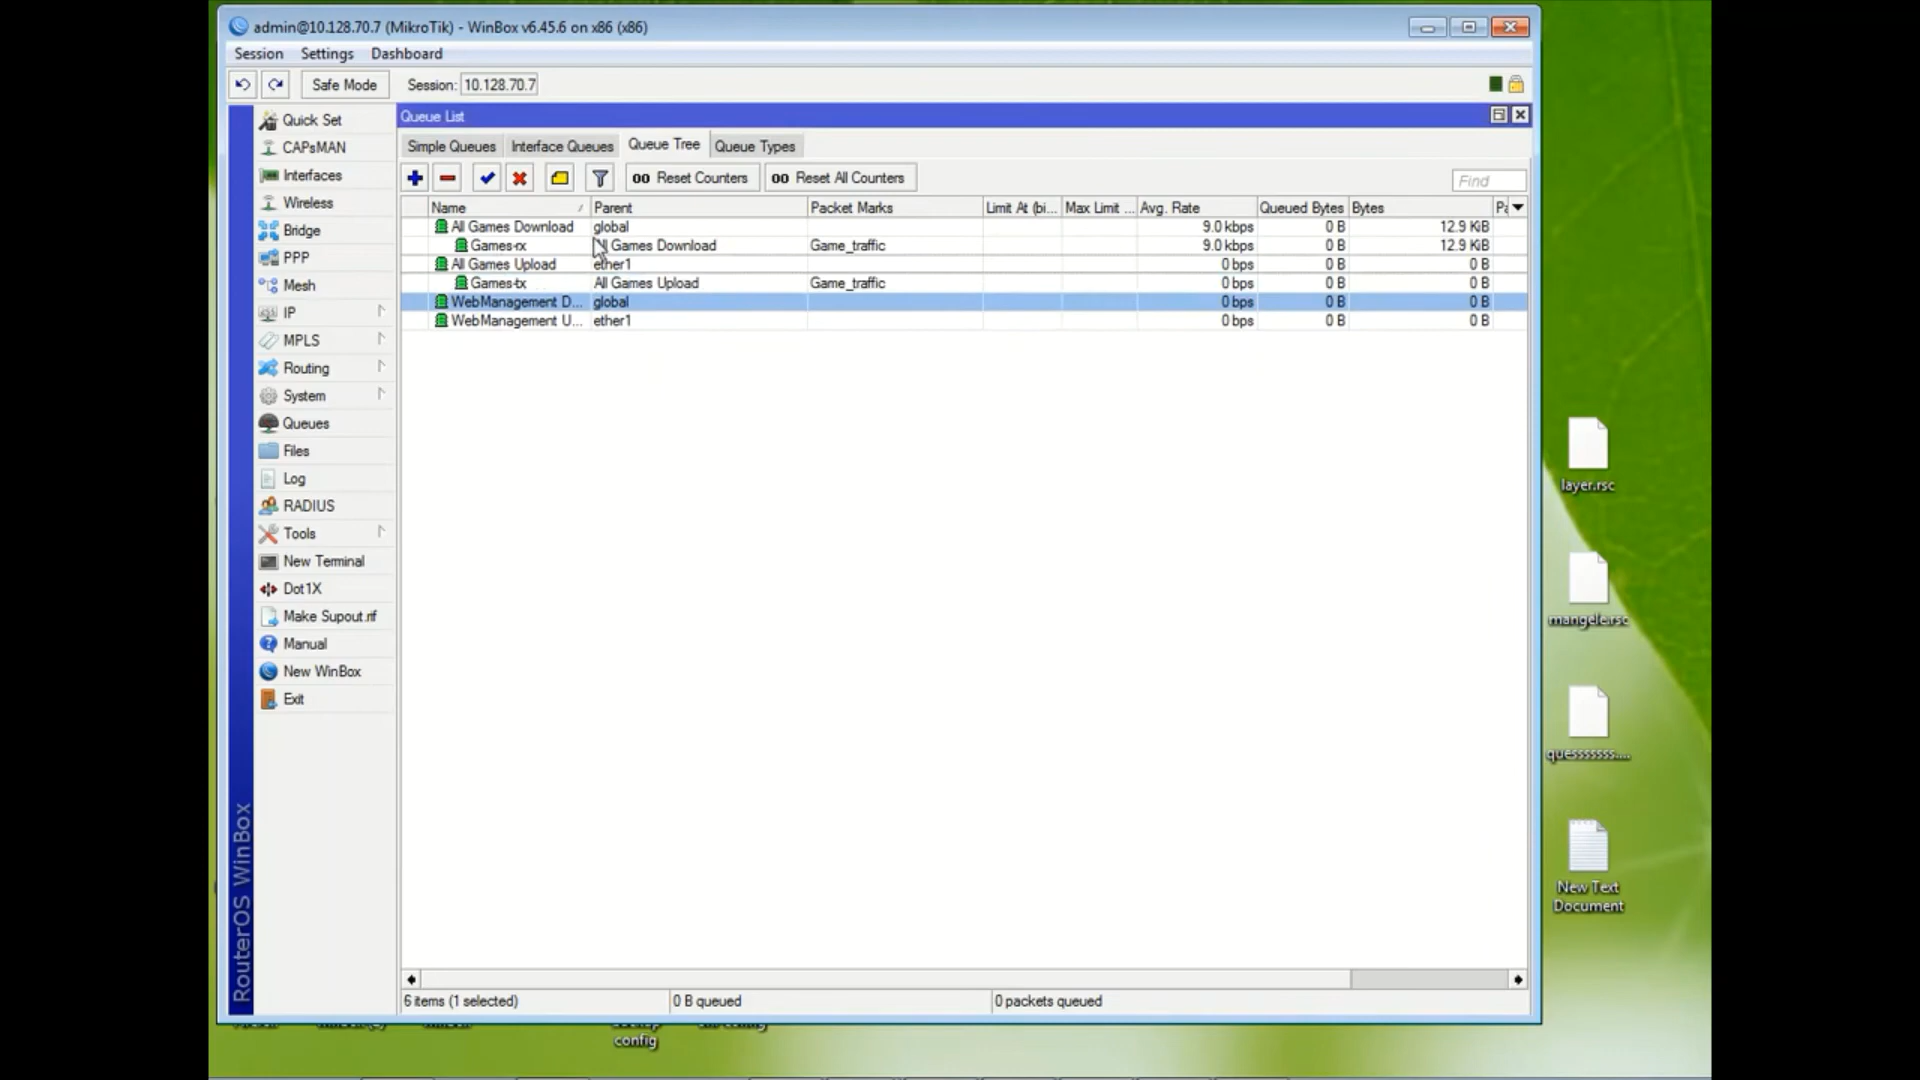 admin@10.128.70.7 (MikroTik) - WinBox v6.45.6 on x86 (x86)
Session Settings Dashboard
Safe Mode Session: 10.128.70.7
Quick Set
CAPsMAN
Interfaces
Wireless
Bridge
PPP
Mesh
IP
MPLS
Routing
System
Queues
Files
Log
RADIUS
Tools
New Terminal
Dot1X
Make Supout.rif
Manual
New WinBox
Exit
RouterOS WinBox
Queue List
Simple Queues Interface Queues Queue Tree Queue Types
00 Reset Counters 00 Reset All Counters Find
Name Parent Packet Marks Limit At (bi... Max Limit ... Avg. Rate Queued Bytes Bytes
All Games Download global 9.0 kbps 0 B 12.9 KiB
Games-rx All Games Download Game_traffic 9.0 kbps 0 B 12.9 KiB
All Games Upload ether1 0 bps 0 B 0 B
Games-tx All Games Upload Game_traffic 0 bps 0 B 0 B
WebManagement D... global 0 bps 0 B 0 B
WebManagement U... ether1 0 bps 0 B 0 B
6 items (1 selected) 0 B queued 0 packets queued
layer.rsc
mangelle.rsc
quesssssss....
New Text
Document
config